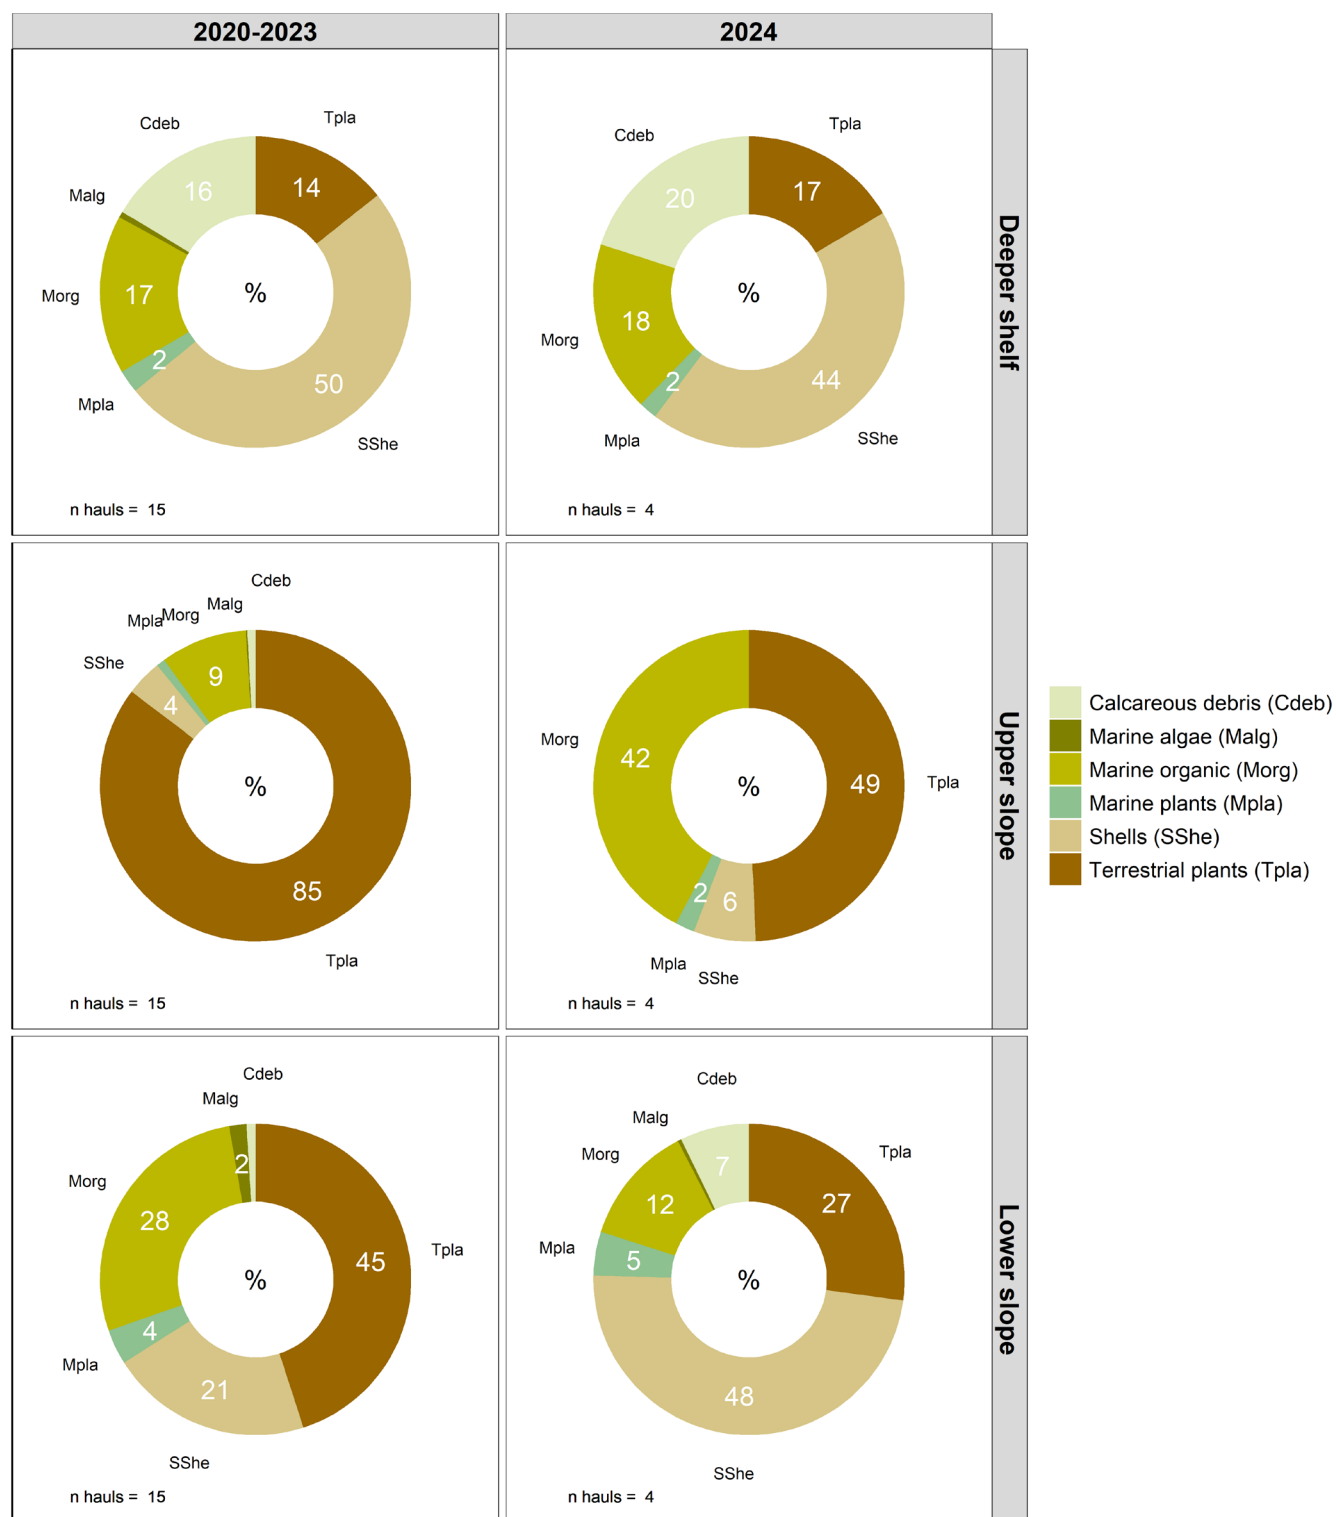 2020-2023
2024
Deeper shelf
Cdeb
Tpla
Malg
Morg
Mpla
SShe
16
14
17
2
50
%
n hauls = 15
Cdeb
Tpla
Morg
Mpla
SShe
20
17
18
2
44
%
n hauls = 4
Upper slope
Cdeb
Malg
Morg
Mpla
SShe
Tpla
9
4
85
%
n hauls = 15
Morg
Tpla
Mpla
SShe
42
49
2
6
%
n hauls = 4
Calcareous debris (Cdeb)
Marine algae (Malg)
Marine organic (Morg)
Marine plants (Mpla)
Shells (SShe)
Terrestrial plants (Tpla)
Lower slope
Cdeb
Malg
Morg
Tpla
Mpla
SShe
2
28
45
4
21
%
n hauls = 15
Cdeb
Malg
Morg
Tpla
Mpla
SShe
7
12
27
5
48
%
n hauls = 4